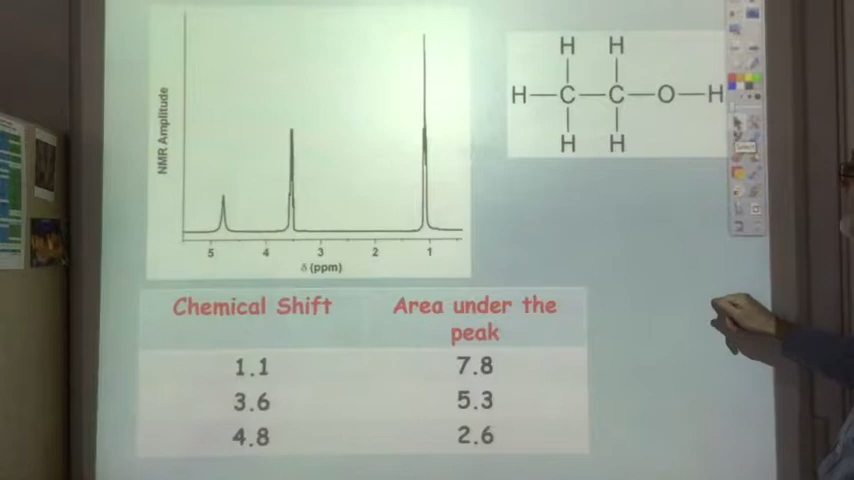 NMR Amplitude
5 4 3 2 1
δ (ppm)
H H
H C C O H
H H
Chemical Shift Area under the
peak
1.1 7.8
3.6 5.3
4.8 2.6